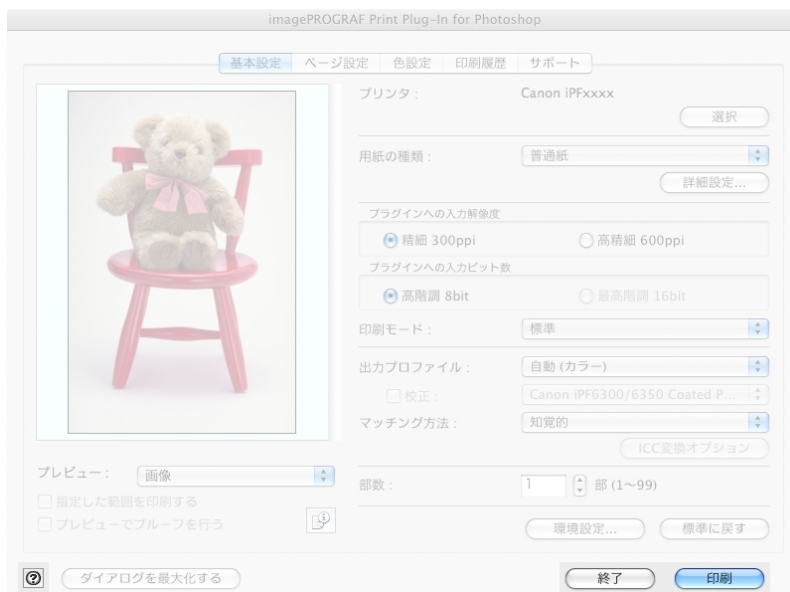 imagePROGRAF Print Plug-In for Photoshop
基本設定 ページ設定 色設定 印刷履歴 サポート
プリンタ： Canon iPFxxxx
選択
用紙の種類： 普通紙
詳細設定...
プラグインへの入力解像度
精細 300ppi 高精細 600ppi
プラグインへの入力ビット数
高階調 8bit 最高階調 16bit
印刷モード： 標準
出力プロファイル： 自動 (カラー)
校正： Canon iPF6300/6350 Coated P...
マッチング方法： 知覚的
ICC変換オプション
プレビュー： 画像
指定した範囲を印刷する
プレビューでプルーフを行う
部数： 1 部 (1〜99)
環境設定... 標準に戻す
? ダイアログを最大化する 終了 印刷